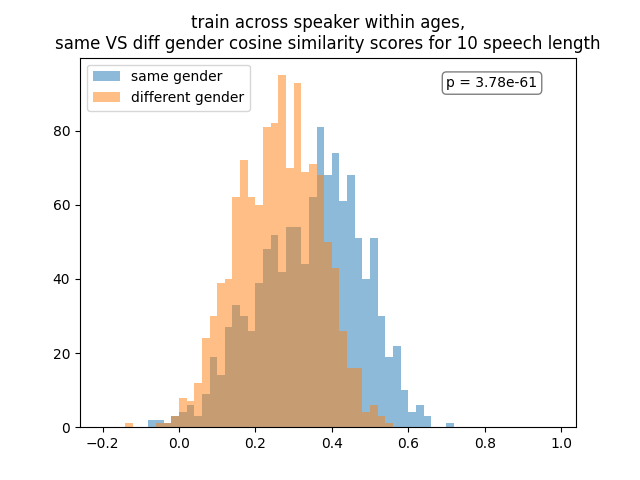 train across speaker within ages,
same VS diff gender cosine similarity scores for 10 speech length
same gender
different gender
p = 3.78e-61
80
60
40
20
0
−0.2 0.0 0.2 0.4 0.6 0.8 1.0